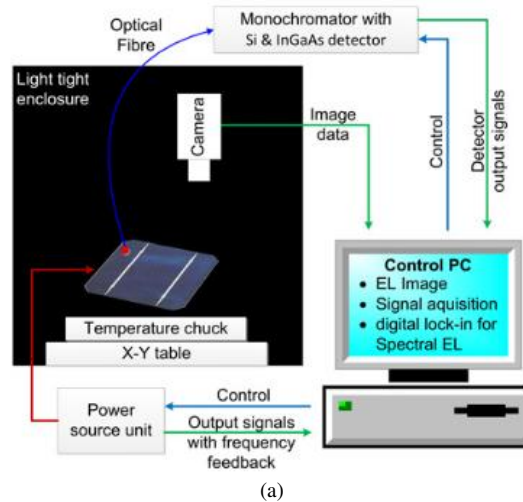 Optical
Fibre
Monochromator with
Si & InGaAs detector
Light tight
enclosure
Camera
Image
data
Control
Detector
output signals
Control PC
• EL Image
• Signal aquisition
• digital lock-in for
Spectral EL
Temperature chuck
X-Y table
Power
source unit
Control
Output signals
with frequency
feedback
(a)